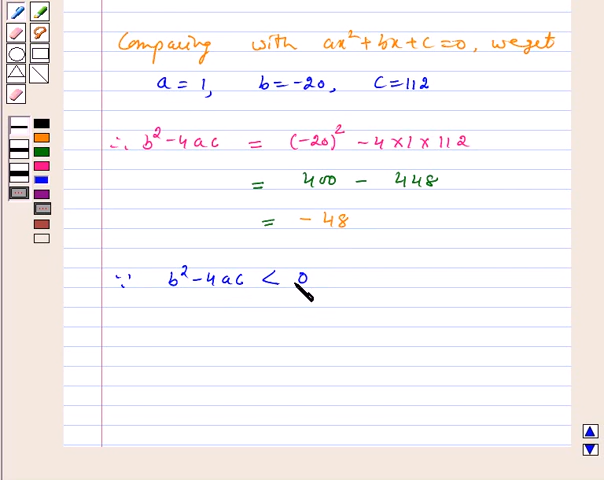 Comparing with ax²+bx+c=0, we get
a = 1, b = -20, c = 112
∴ b²-4ac = (-20)² - 4×1×112
= 400 - 448
= -48
∵ b²-4ac < 0